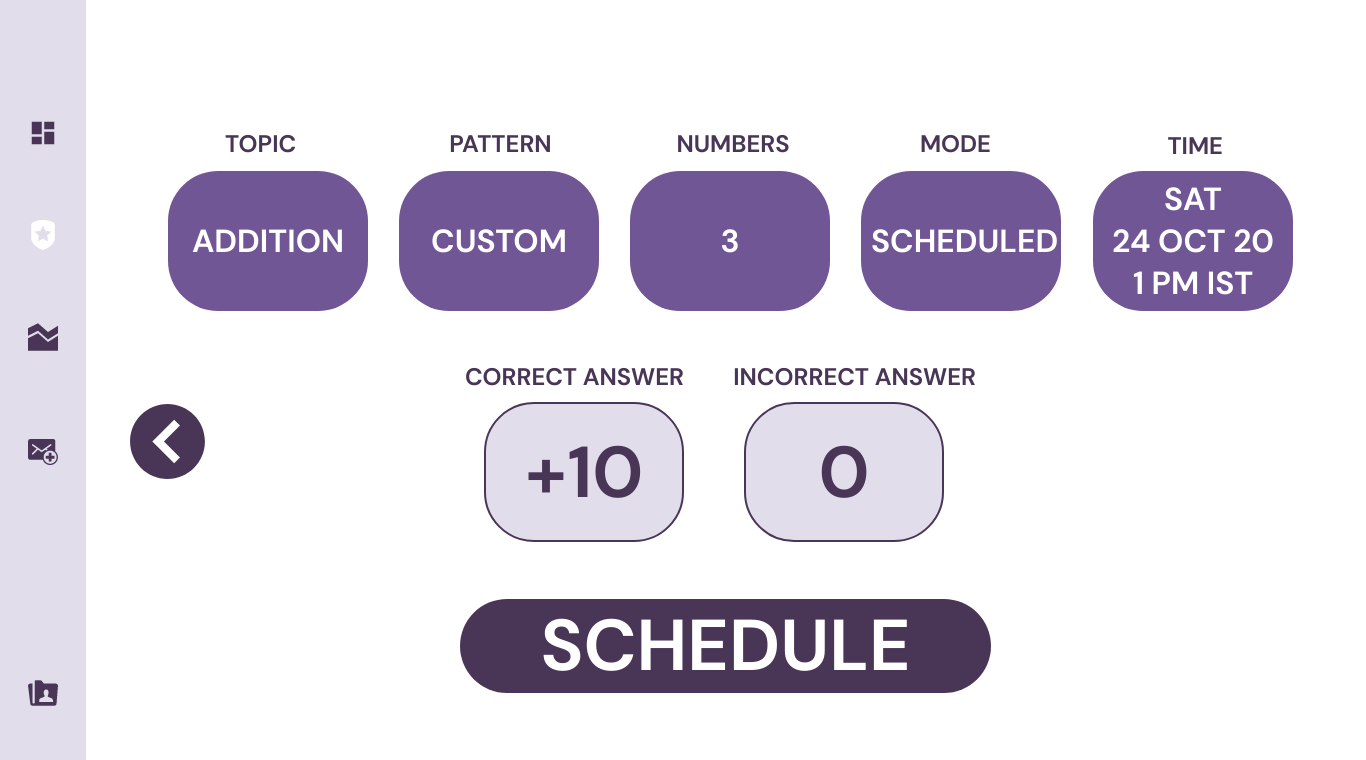 TOPIC
PATTERN
NUMBERS
MODE
TIME
ADDITION
CUSTOM
3
SCHEDULED
SAT
24 OCT 20
1 PM IST
CORRECT ANSWER
INCORRECT ANSWER
+10
0
SCHEDULE